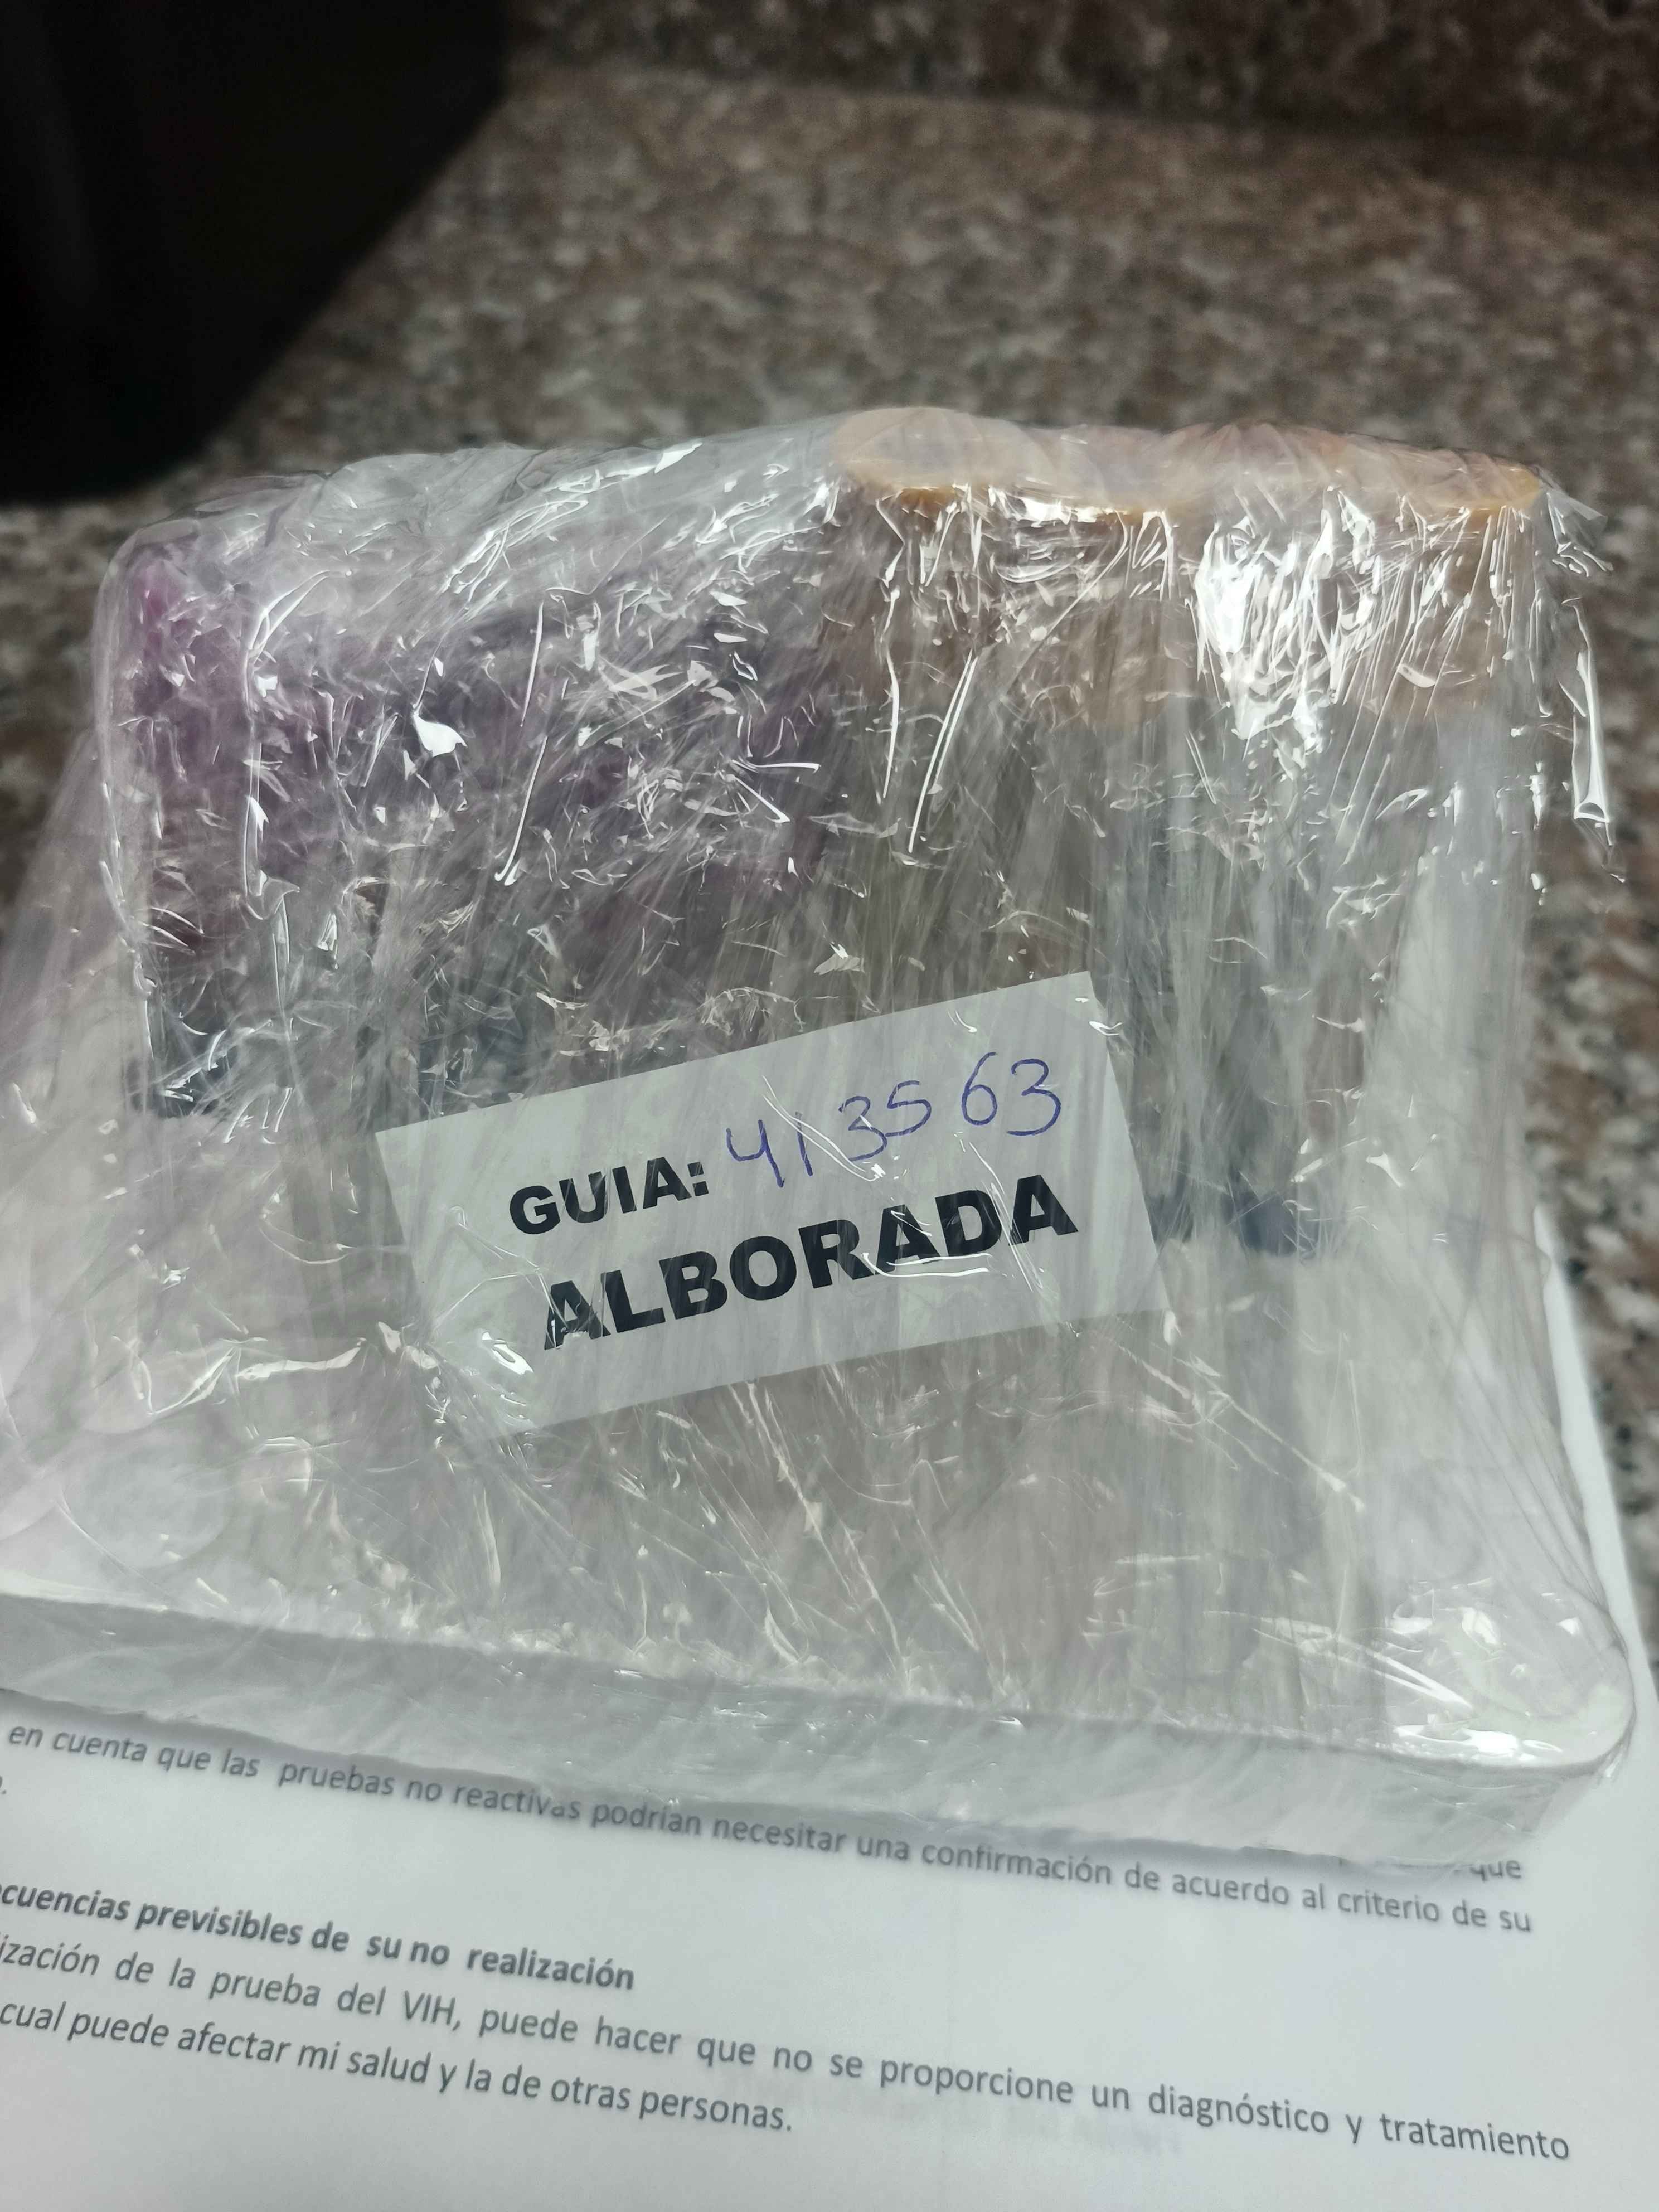 GUIA: 413563
ALBORADA
en cuenta que las pruebas no reactivas podrían necesitar una confirmación de acuerdo al criterio de su
que
cuencias previsibles de su no realización
ización de la prueba del VIH, puede hacer que no se proporcione un diagnóstico y tratamiento
cual puede afectar mi salud y la de otras personas.